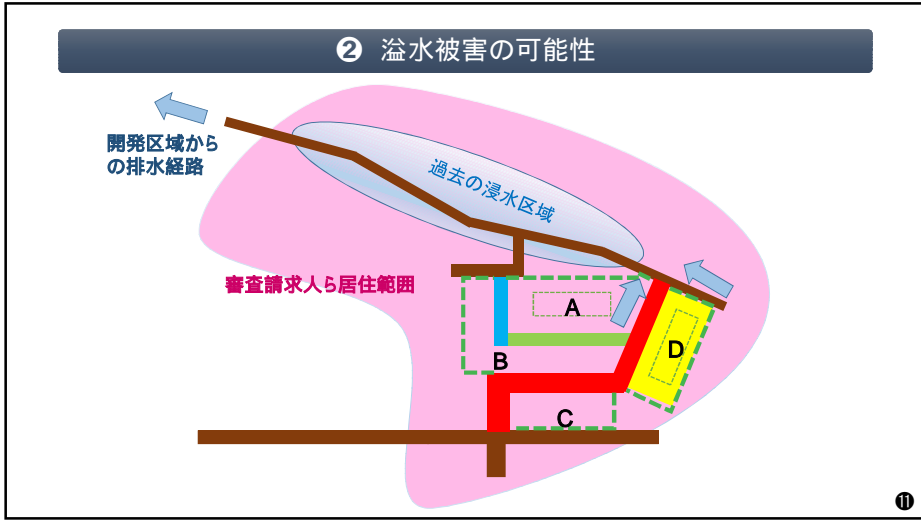 ❷ 溢水被害の可能性
開発区域から
の排水経路
過去の浸水区域
審査請求人ら居住範囲
A
B
D
C
⓫